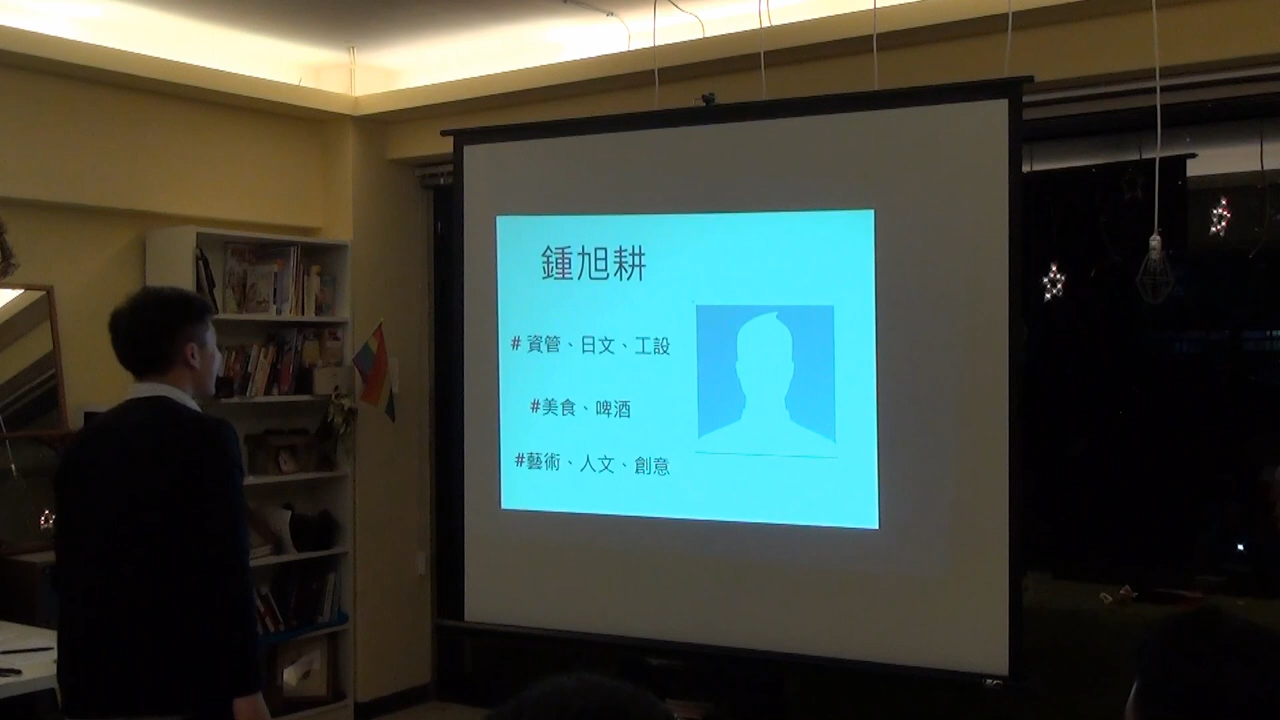 鍾旭耕
# 資管、日文、工設
#美食、啤酒
#藝術、人文、創意